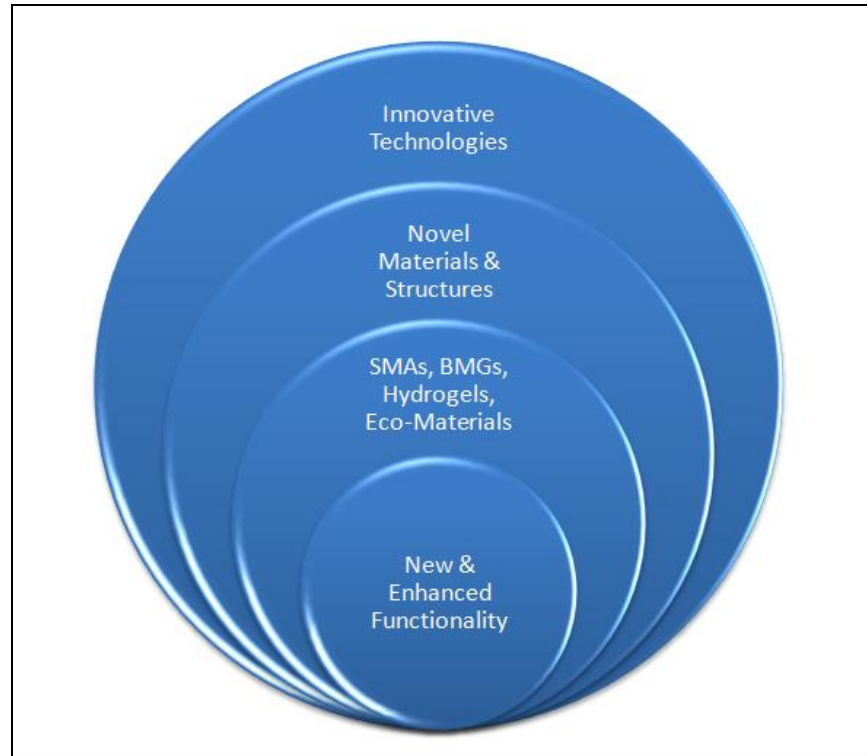 Innovative
Technologies
Novel
Materials &
Structures
SMAs, BMGs,
Hydrogels,
Eco-Materials
New &
Enhanced
Functionality